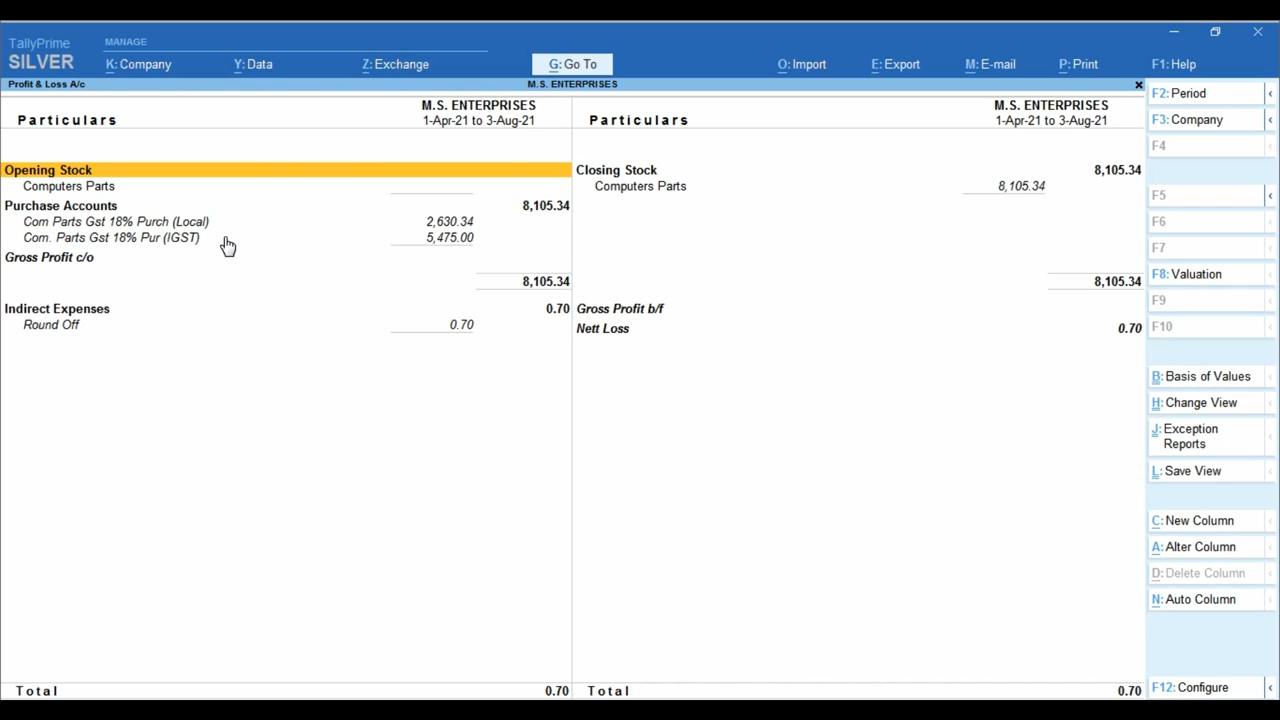 TallyPrime
SILVER
MANAGE
K: Company
Y: Data
Z: Exchange
G: Go To
O: Import
E: Export
M: E-mail
P: Print
F1: Help
Profit & Loss A/c
M.S. ENTERPRISES
Particulars
M.S. ENTERPRISES
1-Apr-21 to 3-Aug-21
Opening Stock
Computers Parts
Purchase Accounts 8,105.34
Com Parts Gst 18% Purch (Local) 2,630.34
Com. Parts Gst 18% Pur (IGST) 5,475.00
Gross Profit c/o
8,105.34
Indirect Expenses 0.70
Round Off 0.70
Total 0.70
Particulars
M.S. ENTERPRISES
1-Apr-21 to 3-Aug-21
Closing Stock 8,105.34
Computers Parts 8,105.34
8,105.34
Gross Profit b/f
Nett Loss 0.70
Total 0.70
F2: Period
F3: Company
F4
F5
F6
F7
F8: Valuation
F9
F10
B: Basis of Values
H: Change View
J: Exception
Reports
L: Save View
C: New Column
A: Alter Column
D: Delete Column
N: Auto Column
F12: Configure